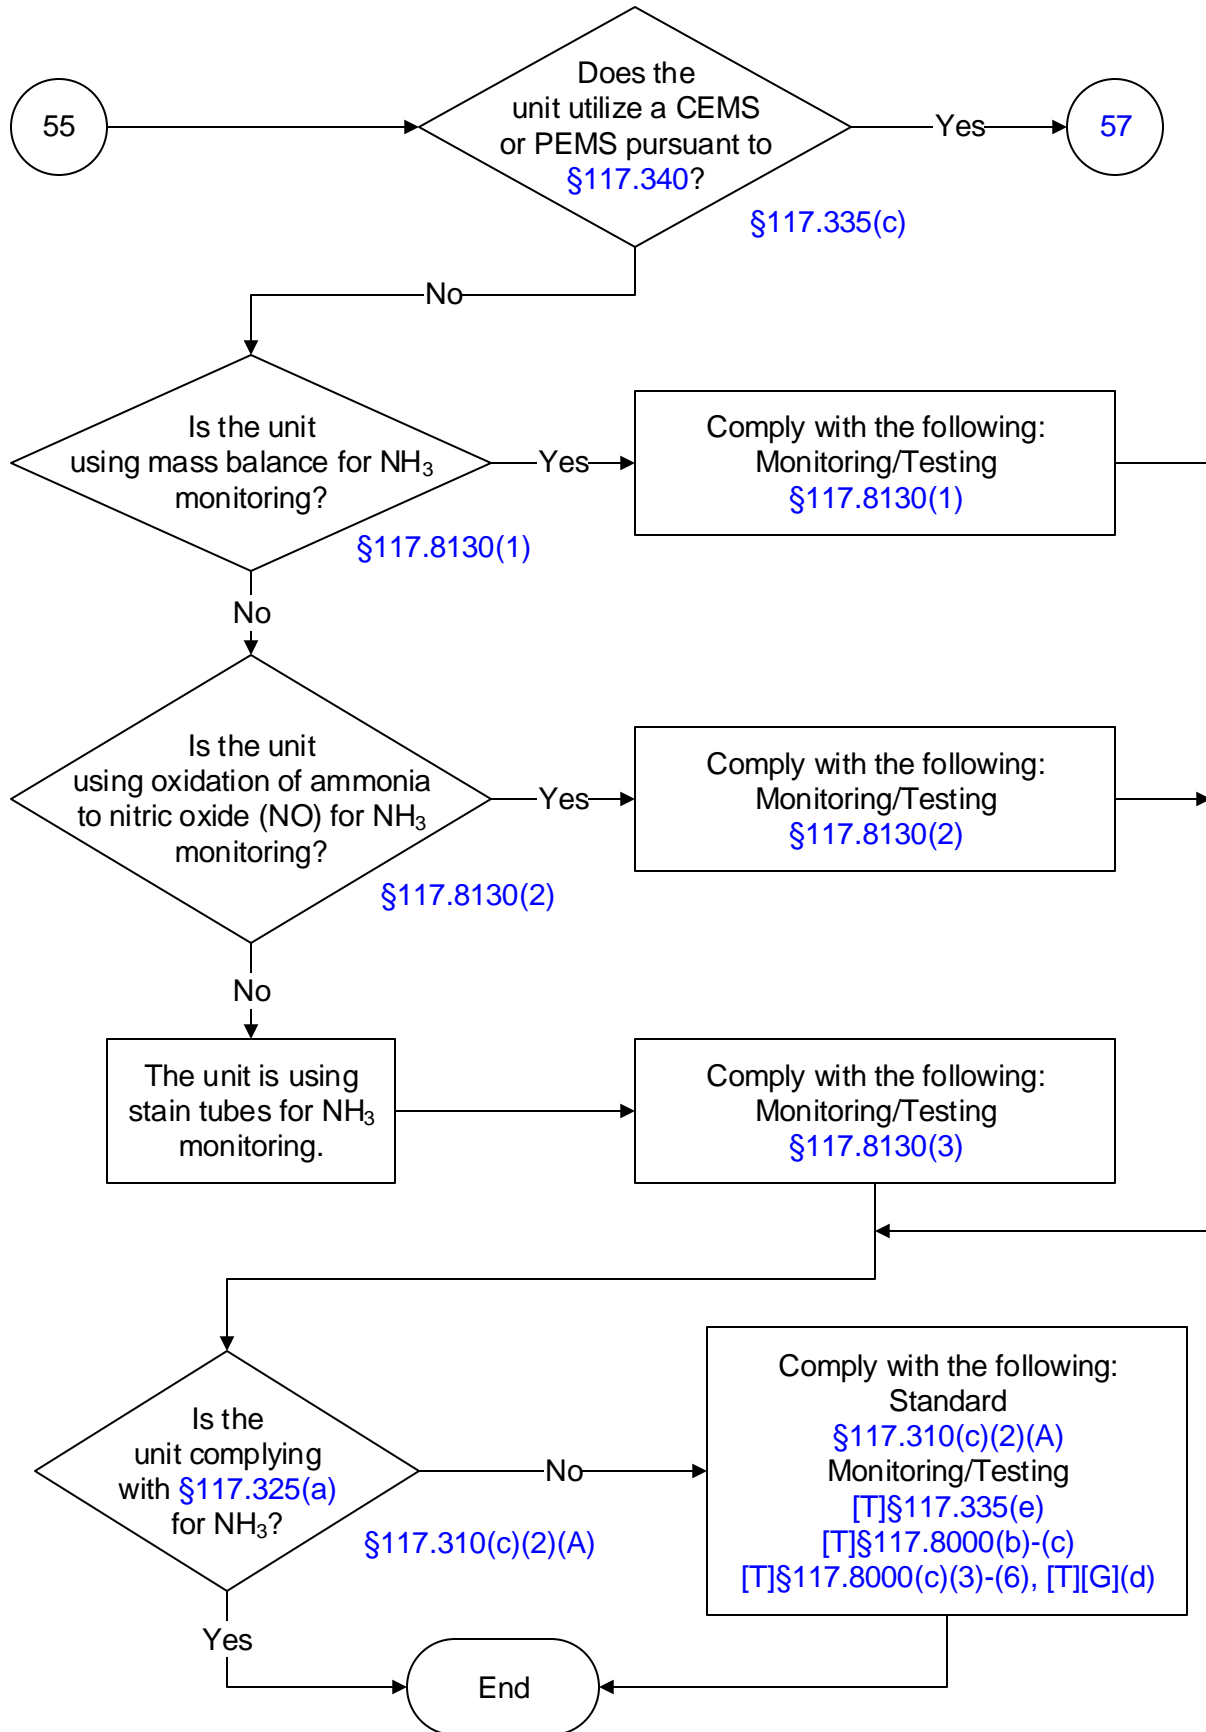 55
Does the
unit utilize a CEMS
or PEMS pursuant to
§117.340?
Yes
57
§117.335(c)
No
Is the unit
using mass balance for NH₃
monitoring?
Yes
Comply with the following:
Monitoring/Testing
§117.8130(1)
§117.8130(1)
No
Is the unit
using oxidation of ammonia
to nitric oxide (NO) for NH₃
monitoring?
Yes
Comply with the following:
Monitoring/Testing
§117.8130(2)
§117.8130(2)
No
The unit is using
stain tubes for NH₃
monitoring.
Comply with the following:
Monitoring/Testing
§117.8130(3)
Is the
unit complying
with §117.325(a)
for NH₃?
No
§117.310(c)(2)(A)
Comply with the following:
Standard
§117.310(c)(2)(A)
Monitoring/Testing
[T]§117.335(e)
[T]§117.8000(b)-(c)
[T]§117.8000(c)(3)-(6), [T][G](d)
Yes
End